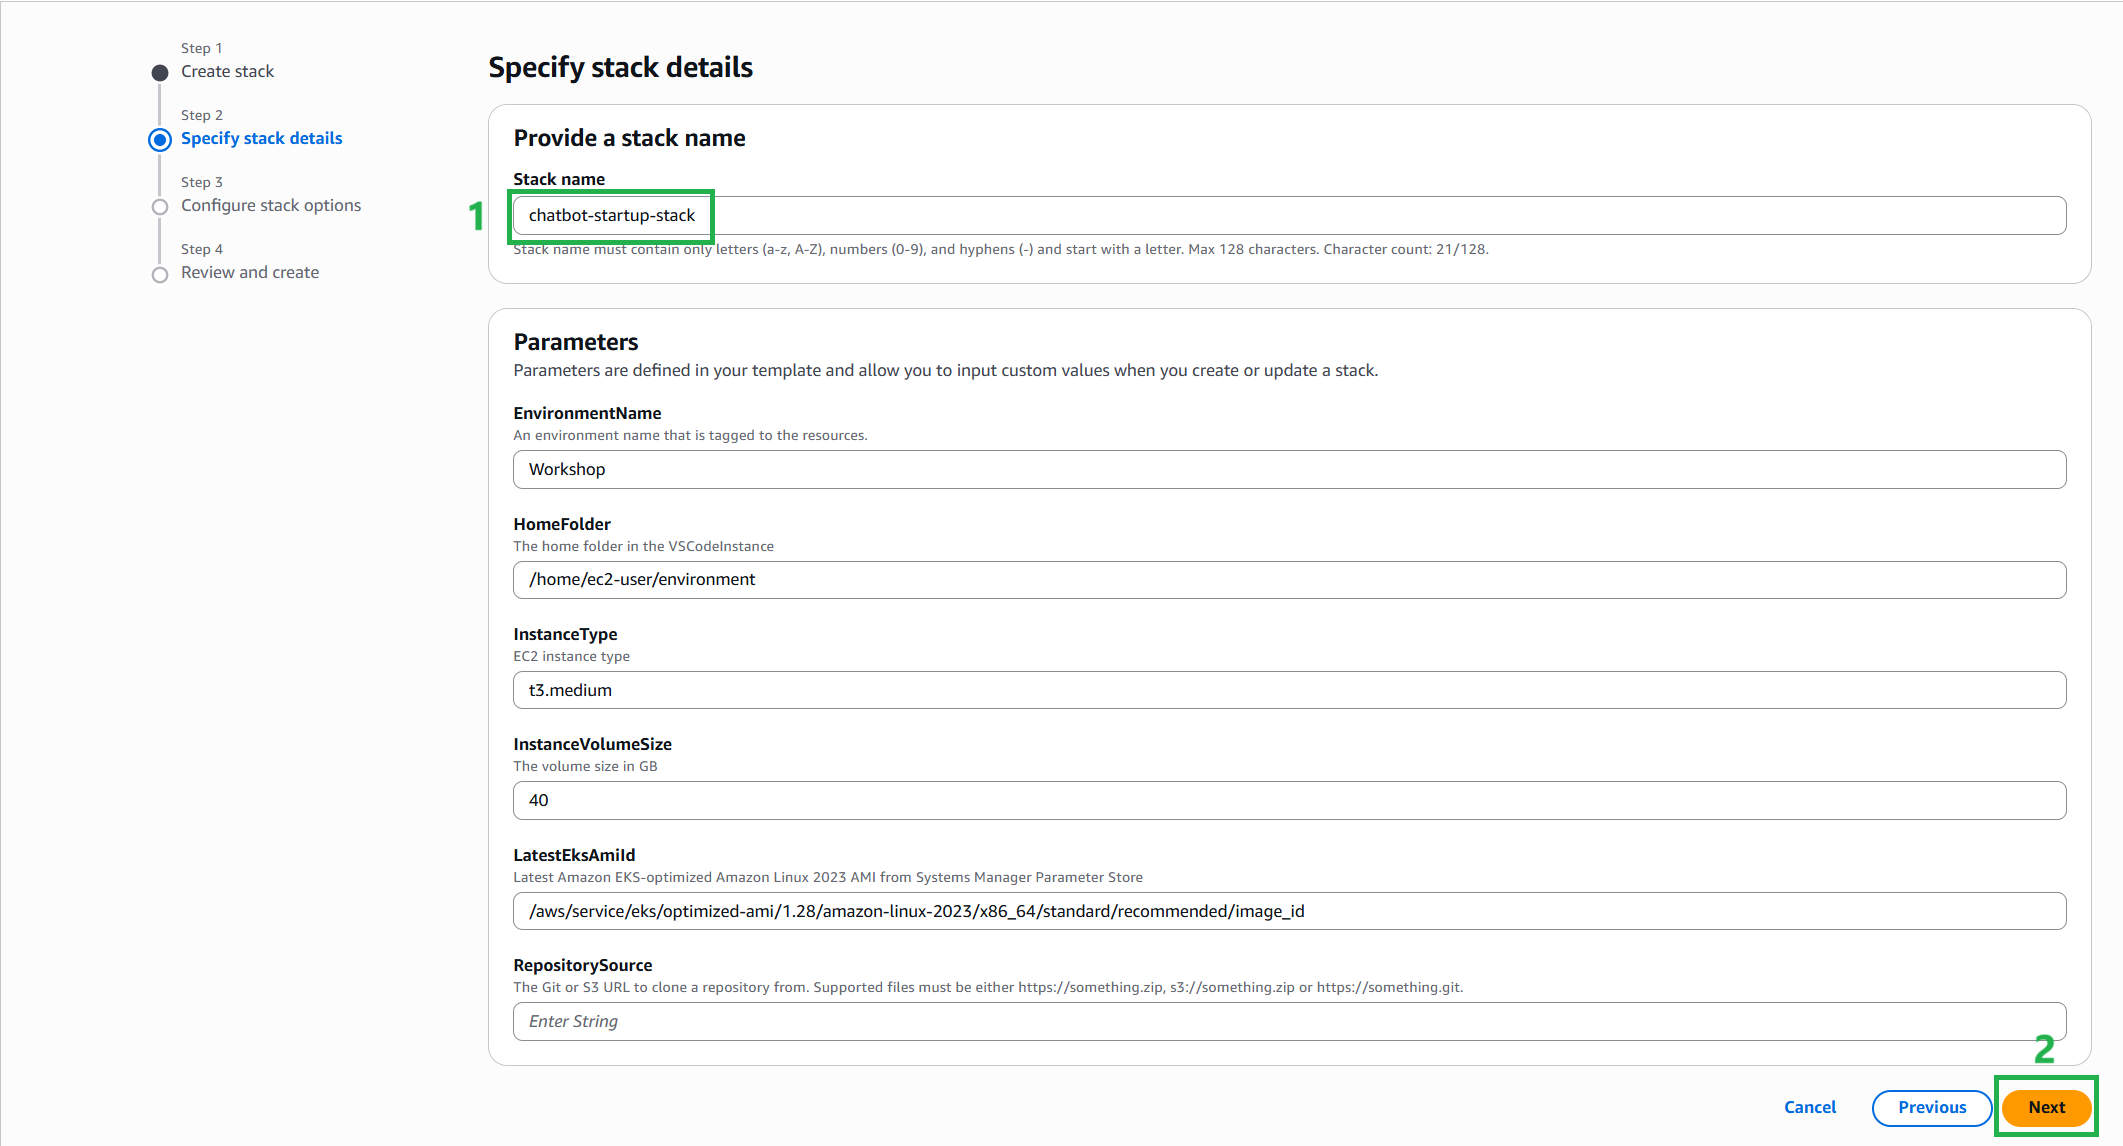 Step 1
Create stack
Step 2
Specify stack details
Step 3
Configure stack options
Step 4
Review and create
Specify stack details
Provide a stack name
Stack name
1
chatbot-startup-stack
Stack name must contain only letters (a-z, A-Z), numbers (0-9), and hyphens (-) and start with a letter. Max 128 characters. Character count: 21/128.
Parameters
Parameters are defined in your template and allow you to input custom values when you create or update a stack.
EnvironmentName
An environment name that is tagged to the resources.
Workshop
HomeFolder
The home folder in the VSCodeInstance
/home/ec2-user/environment
InstanceType
EC2 instance type
t3.medium
InstanceVolumeSize
The volume size in GB
40
LatestEksAmiId
Latest Amazon EKS-optimized Amazon Linux 2023 AMI from Systems Manager Parameter Store
/aws/service/eks/optimized-ami/1.28/amazon-linux-2023/x86_64/standard/recommended/image_id
RepositorySource
The Git or S3 URL to clone a repository from. Supported files must be either https://something.zip, s3://something.zip or https://something.git.
Enter String
2
Cancel
Previous
Next